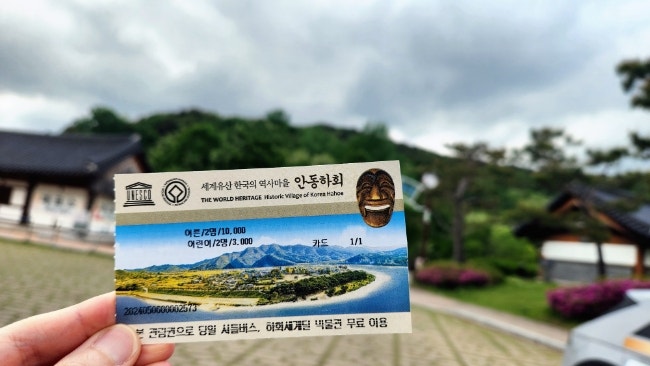 UNESCO
세계유산 한국의 역사마을 안동하회
THE WORLD HERITAGE Historic Village of Korea Hahoe
어른/2명/10,000
어린이/2명/3,000 카드 1/1
2024050600002573
본 관람권으로 당일 셔틀버스, 하회세계탈 박물관 무료 이용